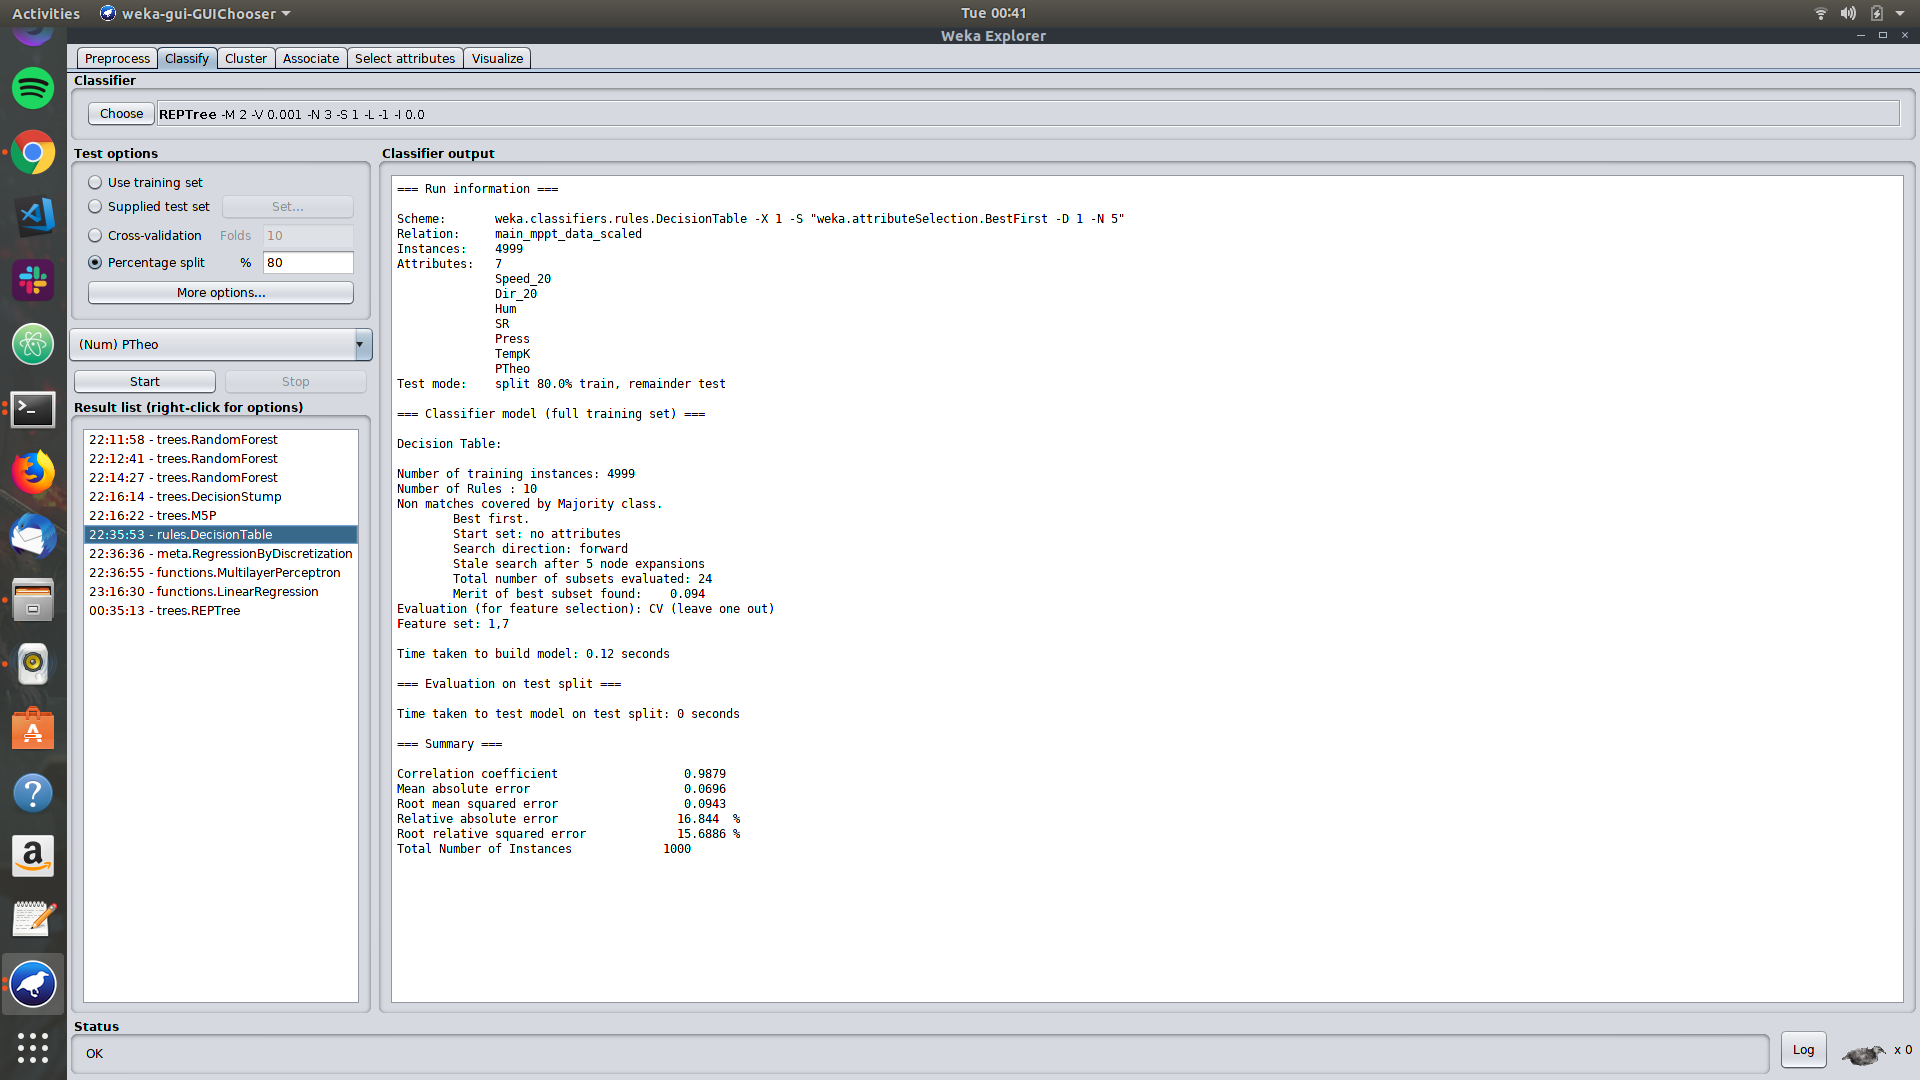 Activities
weka-gui-GUIChooser
Tue 00:41
Weka Explorer
Preprocess
Classify
Cluster
Associate
Select attributes
Visualize
Classifier
Choose
REPTree -M 2 -V 0.001 -N 3 -S 1 -L -1 -I 0.0
Test options
Use training set
Supplied test set
Set...
Cross-validation Folds 10
Percentage split % 80
More options...
(Num) PTheo
Start
Stop
Result list (right-click for options)
22:11:58 - trees.RandomForest
22:12:41 - trees.RandomForest
22:14:27 - trees.RandomForest
22:16:14 - trees.DecisionStump
22:16:22 - trees.M5P
22:35:53 - rules.DecisionTable
22:36:36 - meta.RegressionByDiscretization
22:36:55 - functions.MultilayerPerceptron
23:16:30 - functions.LinearRegression
00:35:13 - trees.REPTree
Classifier output
=== Run information ===
Scheme: weka.classifiers.rules.DecisionTable -X 1 -S "weka.attributeSelection.BestFirst -D 1 -N 5"
Relation: main_mppt_data_scaled
Instances: 4999
Attributes: 7
Speed_20
Dir_20
Hum
SR
Press
TempK
PTheo
Test mode: split 80.0% train, remainder test
=== Classifier model (full training set) ===
Decision Table:
Number of training instances: 4999
Number of Rules : 10
Non matches covered by Majority class.
Best first.
Start set: no attributes
Search direction: forward
Stale search after 5 node expansions
Total number of subsets evaluated: 24
Merit of best subset found: 0.094
Evaluation (for feature selection): CV (leave one out)
Feature set: 1,7
Time taken to build model: 0.12 seconds
=== Evaluation on test split ===
Time taken to test model on test split: 0 seconds
=== Summary ===
Correlation coefficient 0.9879
Mean absolute error 0.0696
Root mean squared error 0.0943
Relative absolute error 16.844 %
Root relative squared error 15.6886 %
Total Number of Instances 1000
Status
OK
Log
x 0